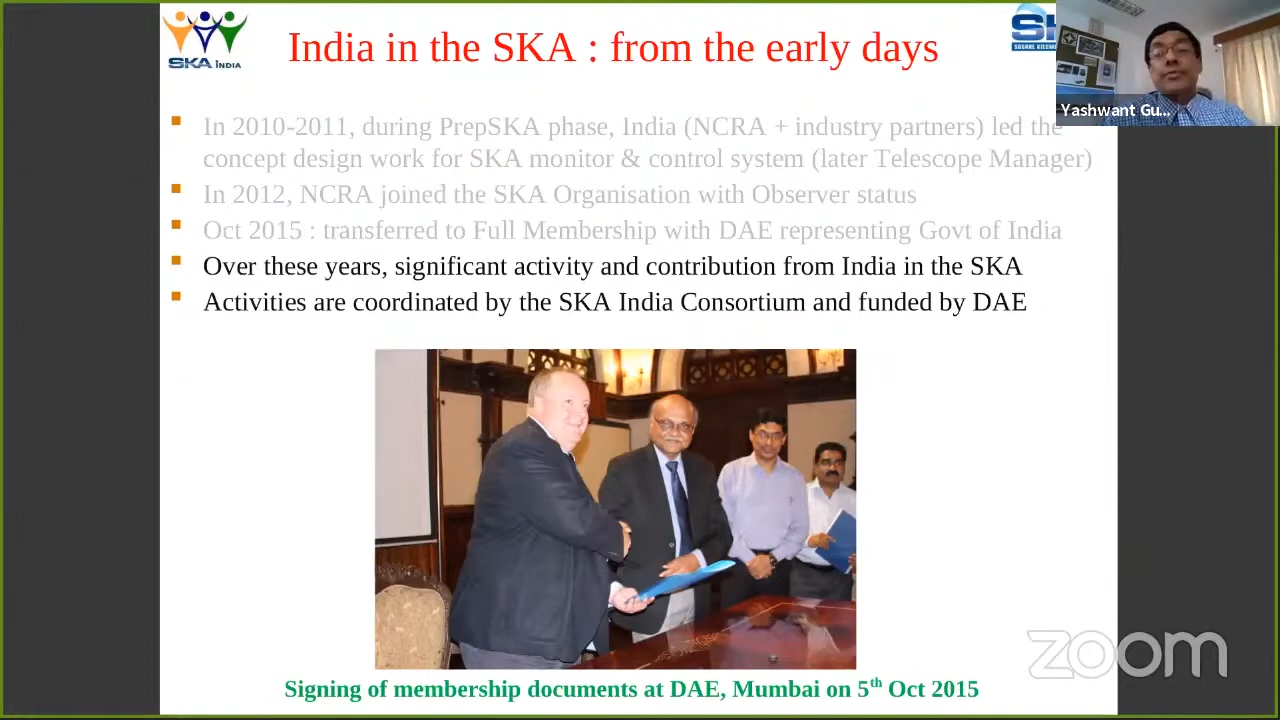 SKA INDIA
India in the SKA : from the early days
SQUARE KILOM
Yashwant Gu...
In 2010-2011, during PrepSKA phase, India (NCRA + industry partners) led the
concept design work for SKA monitor & control system (later Telescope Manager)
In 2012, NCRA joined the SKA Organisation with Observer status
Oct 2015 : transferred to Full Membership with DAE representing Govt of India
Over these years, significant activity and contribution from India in the SKA
Activities are coordinated by the SKA India Consortium and funded by DAE
zoom
Signing of membership documents at DAE, Mumbai on 5th Oct 2015